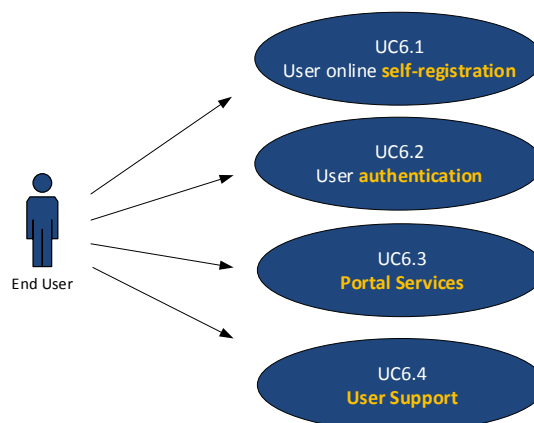 UC6.1
User online self-registration
UC6.2
User authentication
End User
UC6.3
Portal Services
UC6.4
User Support